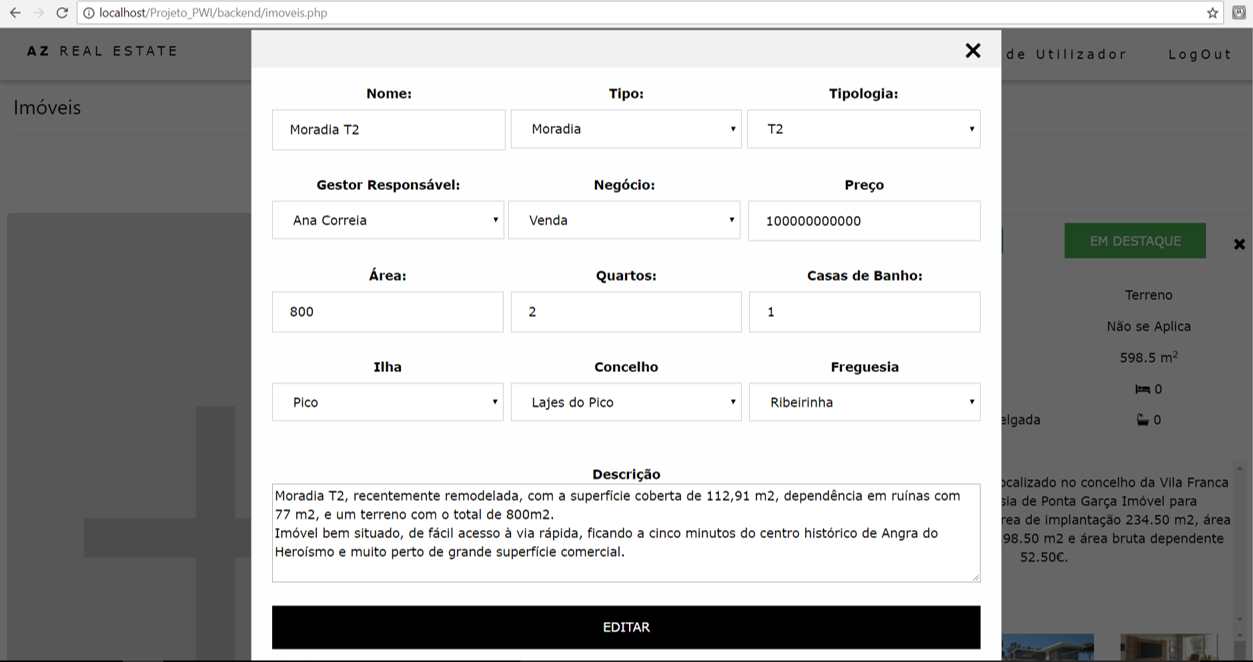 localhost/Projeto_PWI/backend/imoveis.php
AZ REAL ESTATE
de Utilizador
LogOut
Imóveis
Nome:
Tipo:
Tipologia:
Moradia T2
Moradia
T2
Gestor Responsável:
Negócio:
Preço
Ana Correia
Venda
100000000000
Área:
Quartos:
Casas de Banho:
800
2
1
Ilha
Concelho
Freguesia
Pico
Lajes do Pico
Ribeirinha
Descrição
Moradia T2, recentemente remodelada, com a superfície coberta de 112,91 m2, dependência em ruínas com
77 m2, e um terreno com o total de 800m2.
Imóvel bem situado, de fácil acesso à via rápida, ficando a cinco minutos do centro histórico de Angra do
Heroísmo e muito perto de grande superfície comercial.
EDITAR
EM DESTAQUE
Terreno
Não se Aplica
598.5 m²
0
elgada
0
ocalizado no concelho da Vila Franca
sia de Ponta Garça Imóvel para
rea de implantação 234.50 m2, área
98.50 m2 e área bruta dependente
52.50€.